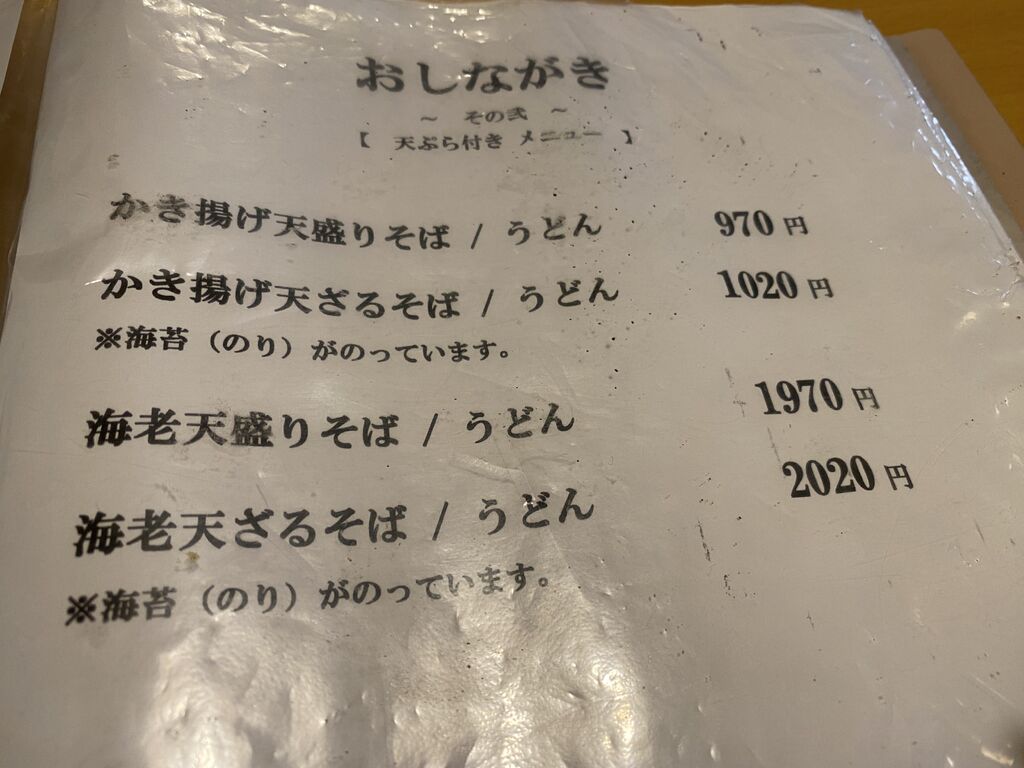 おしながき
～ その弐 ～
【 天ぷら付き メニュー 】
かき揚げ天盛りそば / うどん 970 円
かき揚げ天ざるそば / うどん 1020 円
※海苔（のり）がのっています。
海老天盛りそば / うどん 1970 円
海老天ざるそば / うどん 2020 円
※海苔（のり）がのっています。